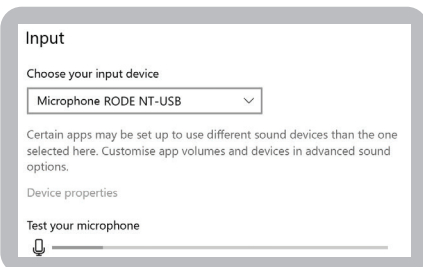 Input
Choose your input device
Microphone RODE NT-USB
Certain apps may be set up to use different sound devices than the one
selected here. Customise app volumes and devices in advanced sound
options.
Device properties
Test your microphone